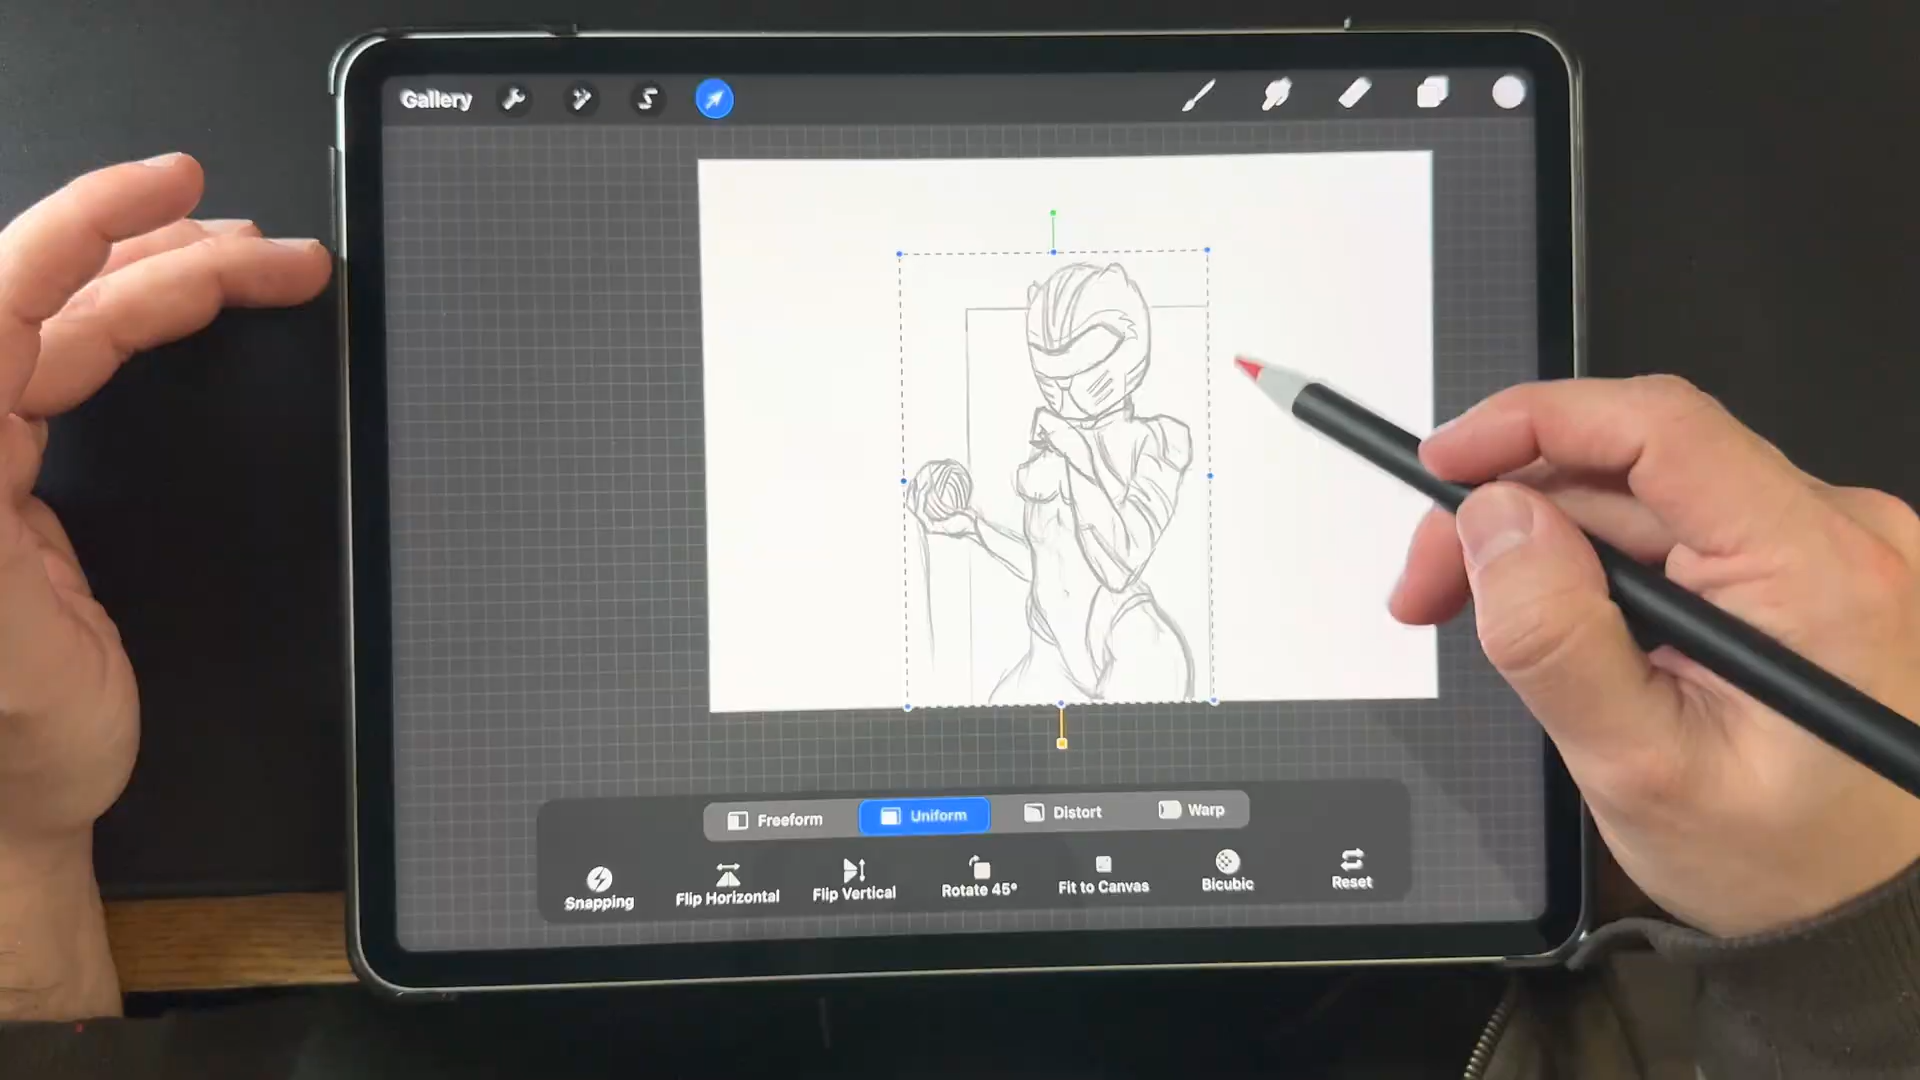 Gallery
Freeform
Uniform
Distort
Warp
Snapping
Flip Horizontal
Flip Vertical
Rotate 45°
Fit to Canvas
Bicubic
Reset